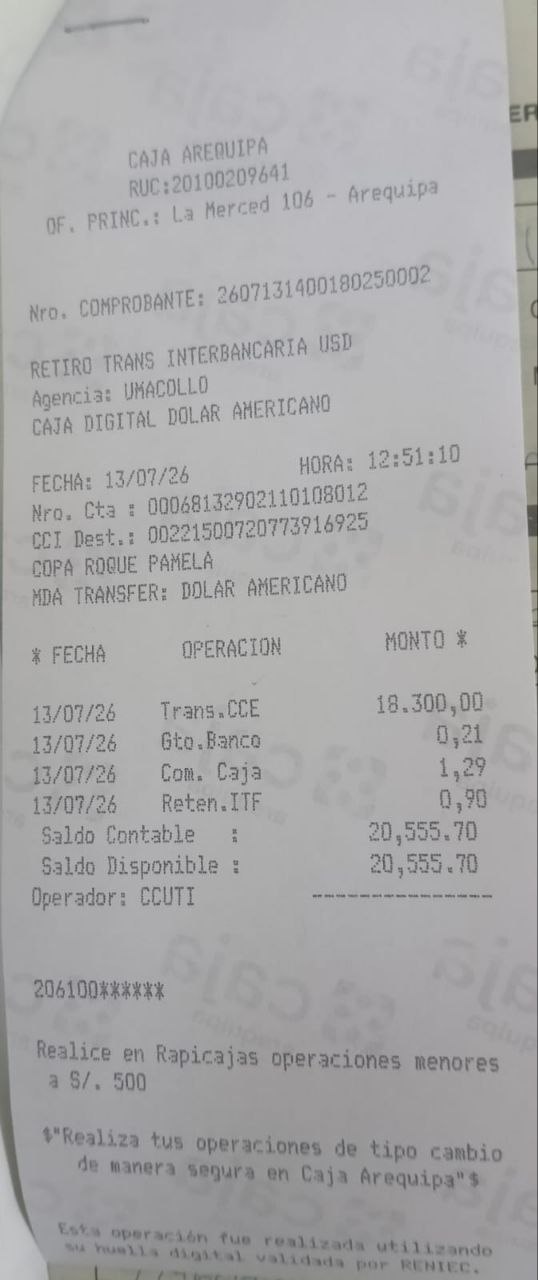 CAJA AREQUIPA
RUC:20100209641
OF. PRINC.: La Merced 106 - Arequipa
Nro. COMPROBANTE: 2607131400180250002
RETIRO TRANS INTERBANCARIA USD
Agencia: UMACOLLO
CAJA DIGITAL DOLAR AMERICANO
FECHA: 13/07/26 HORA: 12:51:10
Nro. Cta : 00068132902110108012
CCI Dest.: 00221500720773916925
COPA ROQUE PAMELA
MDA TRANSFER: DOLAR AMERICANO
* FECHA OPERACION MONTO *
13/07/26 Trans.CCE 18.300,00
13/07/26 Gto.Banco 0,21
13/07/26 Com. Caja 1,29
13/07/26 Reten.ITF 0,90
Saldo Contable : 20,555.70
Saldo Disponible : 20,555.70
Operador: CCUTI ------------------
206100******
Realice en Rapicajas operaciones menores
a S/. 500
$"Realiza tus operaciones de tipo cambio
de manera segura en Caja Arequipa"$
Esta operación fue realizada utilizando
su huella digital validada por RENIEC.